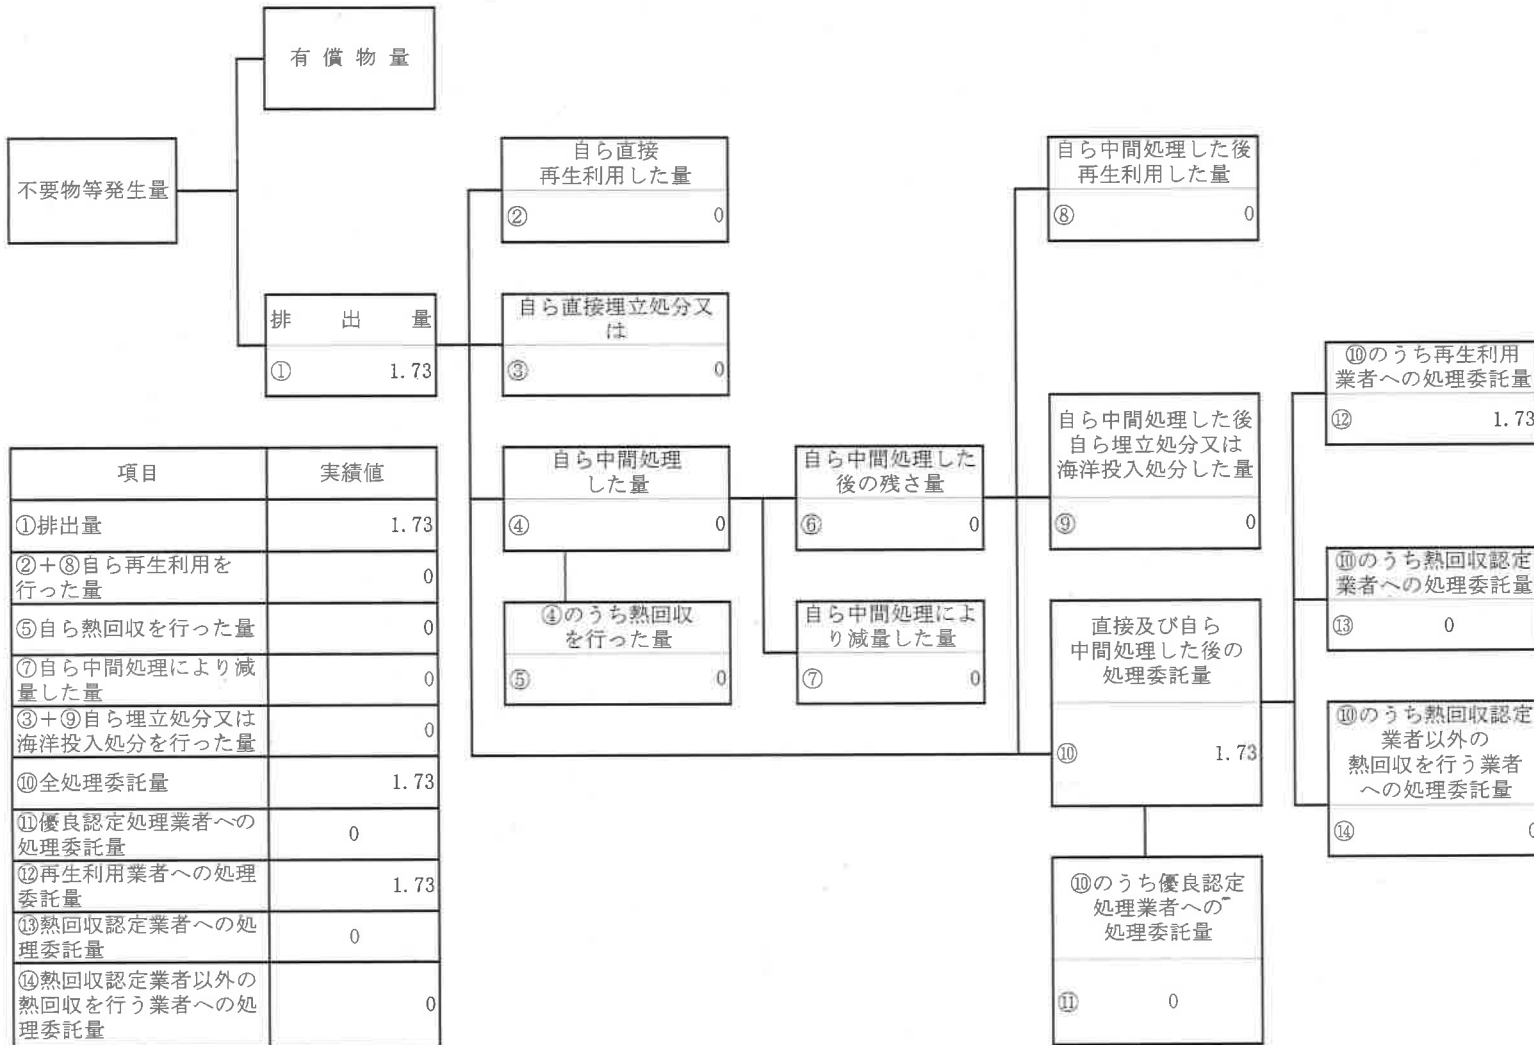 有 償 物 量
不要物等発生量
排 出 量
① 1.73
自ら直接
再生利用した量
② 0
自ら直接埋立処分又
は
③ 0
自ら中間処理
した量
④ 0
④のうち熱回収
を行った量
⑤ 0
自ら中間処理した
後の残さ量
⑥ 0
自ら中間処理によ
り減量した量
⑦ 0
自ら中間処理した後
再生利用した量
⑧ 0
自ら中間処理した後
自ら埋立処分又は
海洋投入処分した量
⑨ 0
直接及び自ら
中間処理した後の
処理委託量
⑩ 1.73
⑩のうち優良認定
処理業者への
処理委託量
⑪ 0
⑩のうち再生利用
業者への処理委託量
⑫ 1.73
⑩のうち熱回収認定
業者への処理委託量
⑬ 0
⑩のうち熱回収認定
業者以外の
熱回収を行う業者
への処理委託量
⑭ 0
項目 実績値
①排出量 1.73
②+⑧自ら再生利用を
行った量 0
⑤自ら熱回収を行った量 0
⑦自ら中間処理により減
量した量 0
③+⑨自ら埋立処分又は
海洋投入処分を行った量 0
⑩全処理委託量 1.73
⑪優良認定処理業者への
処理委託量 0
⑫再生利用業者への処理
委託量 1.73
⑬熱回収認定業者への処
理委託量 0
⑭熱回収認定業者以外の
熱回収を行う業者への処
理委託量 0